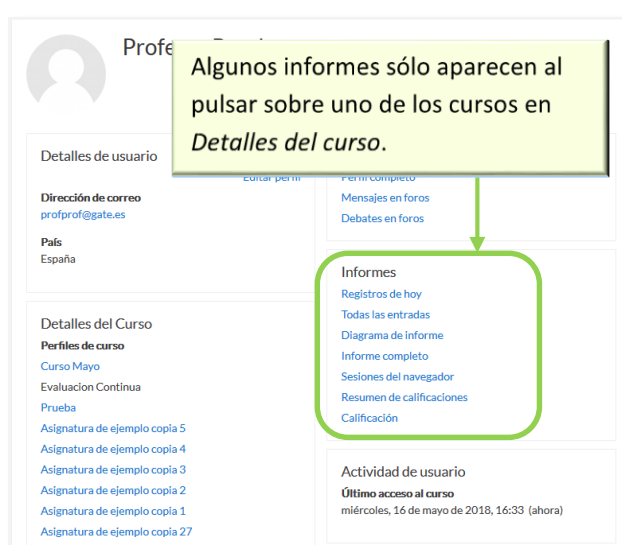 Algunos informes sólo aparecen al
pulsar sobre uno de los cursos en
Detalles del curso.
Detalles de usuario
Editar perfil
Dirección de correo
profprof@gate.es
País
España
Detalles del Curso
Perfiles de curso
Curso Mayo
Evaluacion Continua
Prueba
Asignatura de ejemplo copia 5
Asignatura de ejemplo copia 4
Asignatura de ejemplo copia 3
Asignatura de ejemplo copia 2
Asignatura de ejemplo copia 1
Asignatura de ejemplo copia 27
Perfil completo
Mensajes en foros
Debates en foros
Informes
Registros de hoy
Todas las entradas
Diagrama de informe
Informe completo
Sesiones del navegador
Resumen de calificaciones
Calificación
Actividad de usuario
Último acceso al curso
miércoles, 16 de mayo de 2018, 16:33 (ahora)